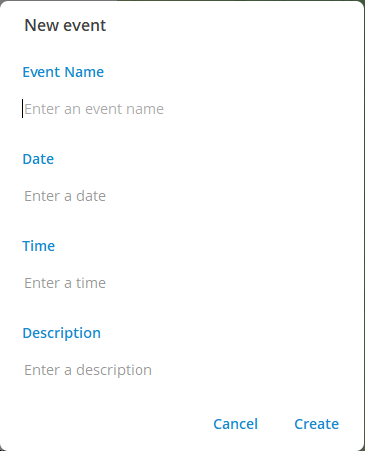 New event
Event Name
Enter an event name
Date
Enter a date
Time
Enter a time
Description
Enter a description
Cancel Create